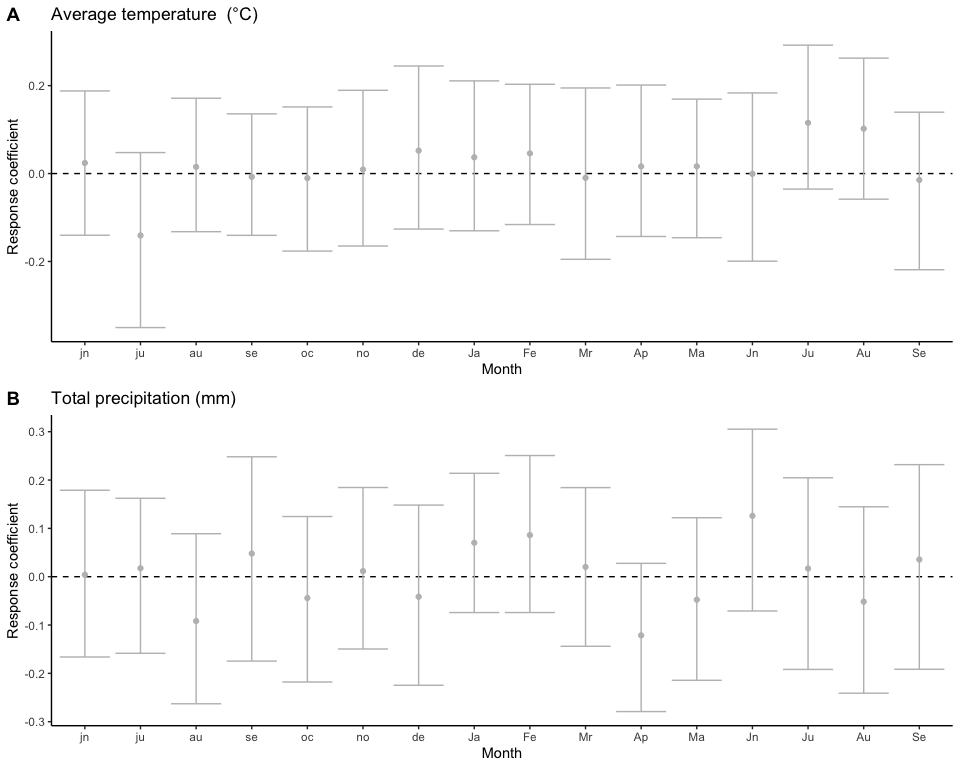 A Average temperature (°C)
Response coefficient
0.2
0.0
-0.2
jn ju au se oc no de Ja Fe Mr Ap Ma Jn Ju Au Se
Month
B Total precipitation (mm)
Response coefficient
0.3
0.2
0.1
0.0
-0.1
-0.2
-0.3
jn ju au se oc no de Ja Fe Mr Ap Ma Jn Ju Au Se
Month